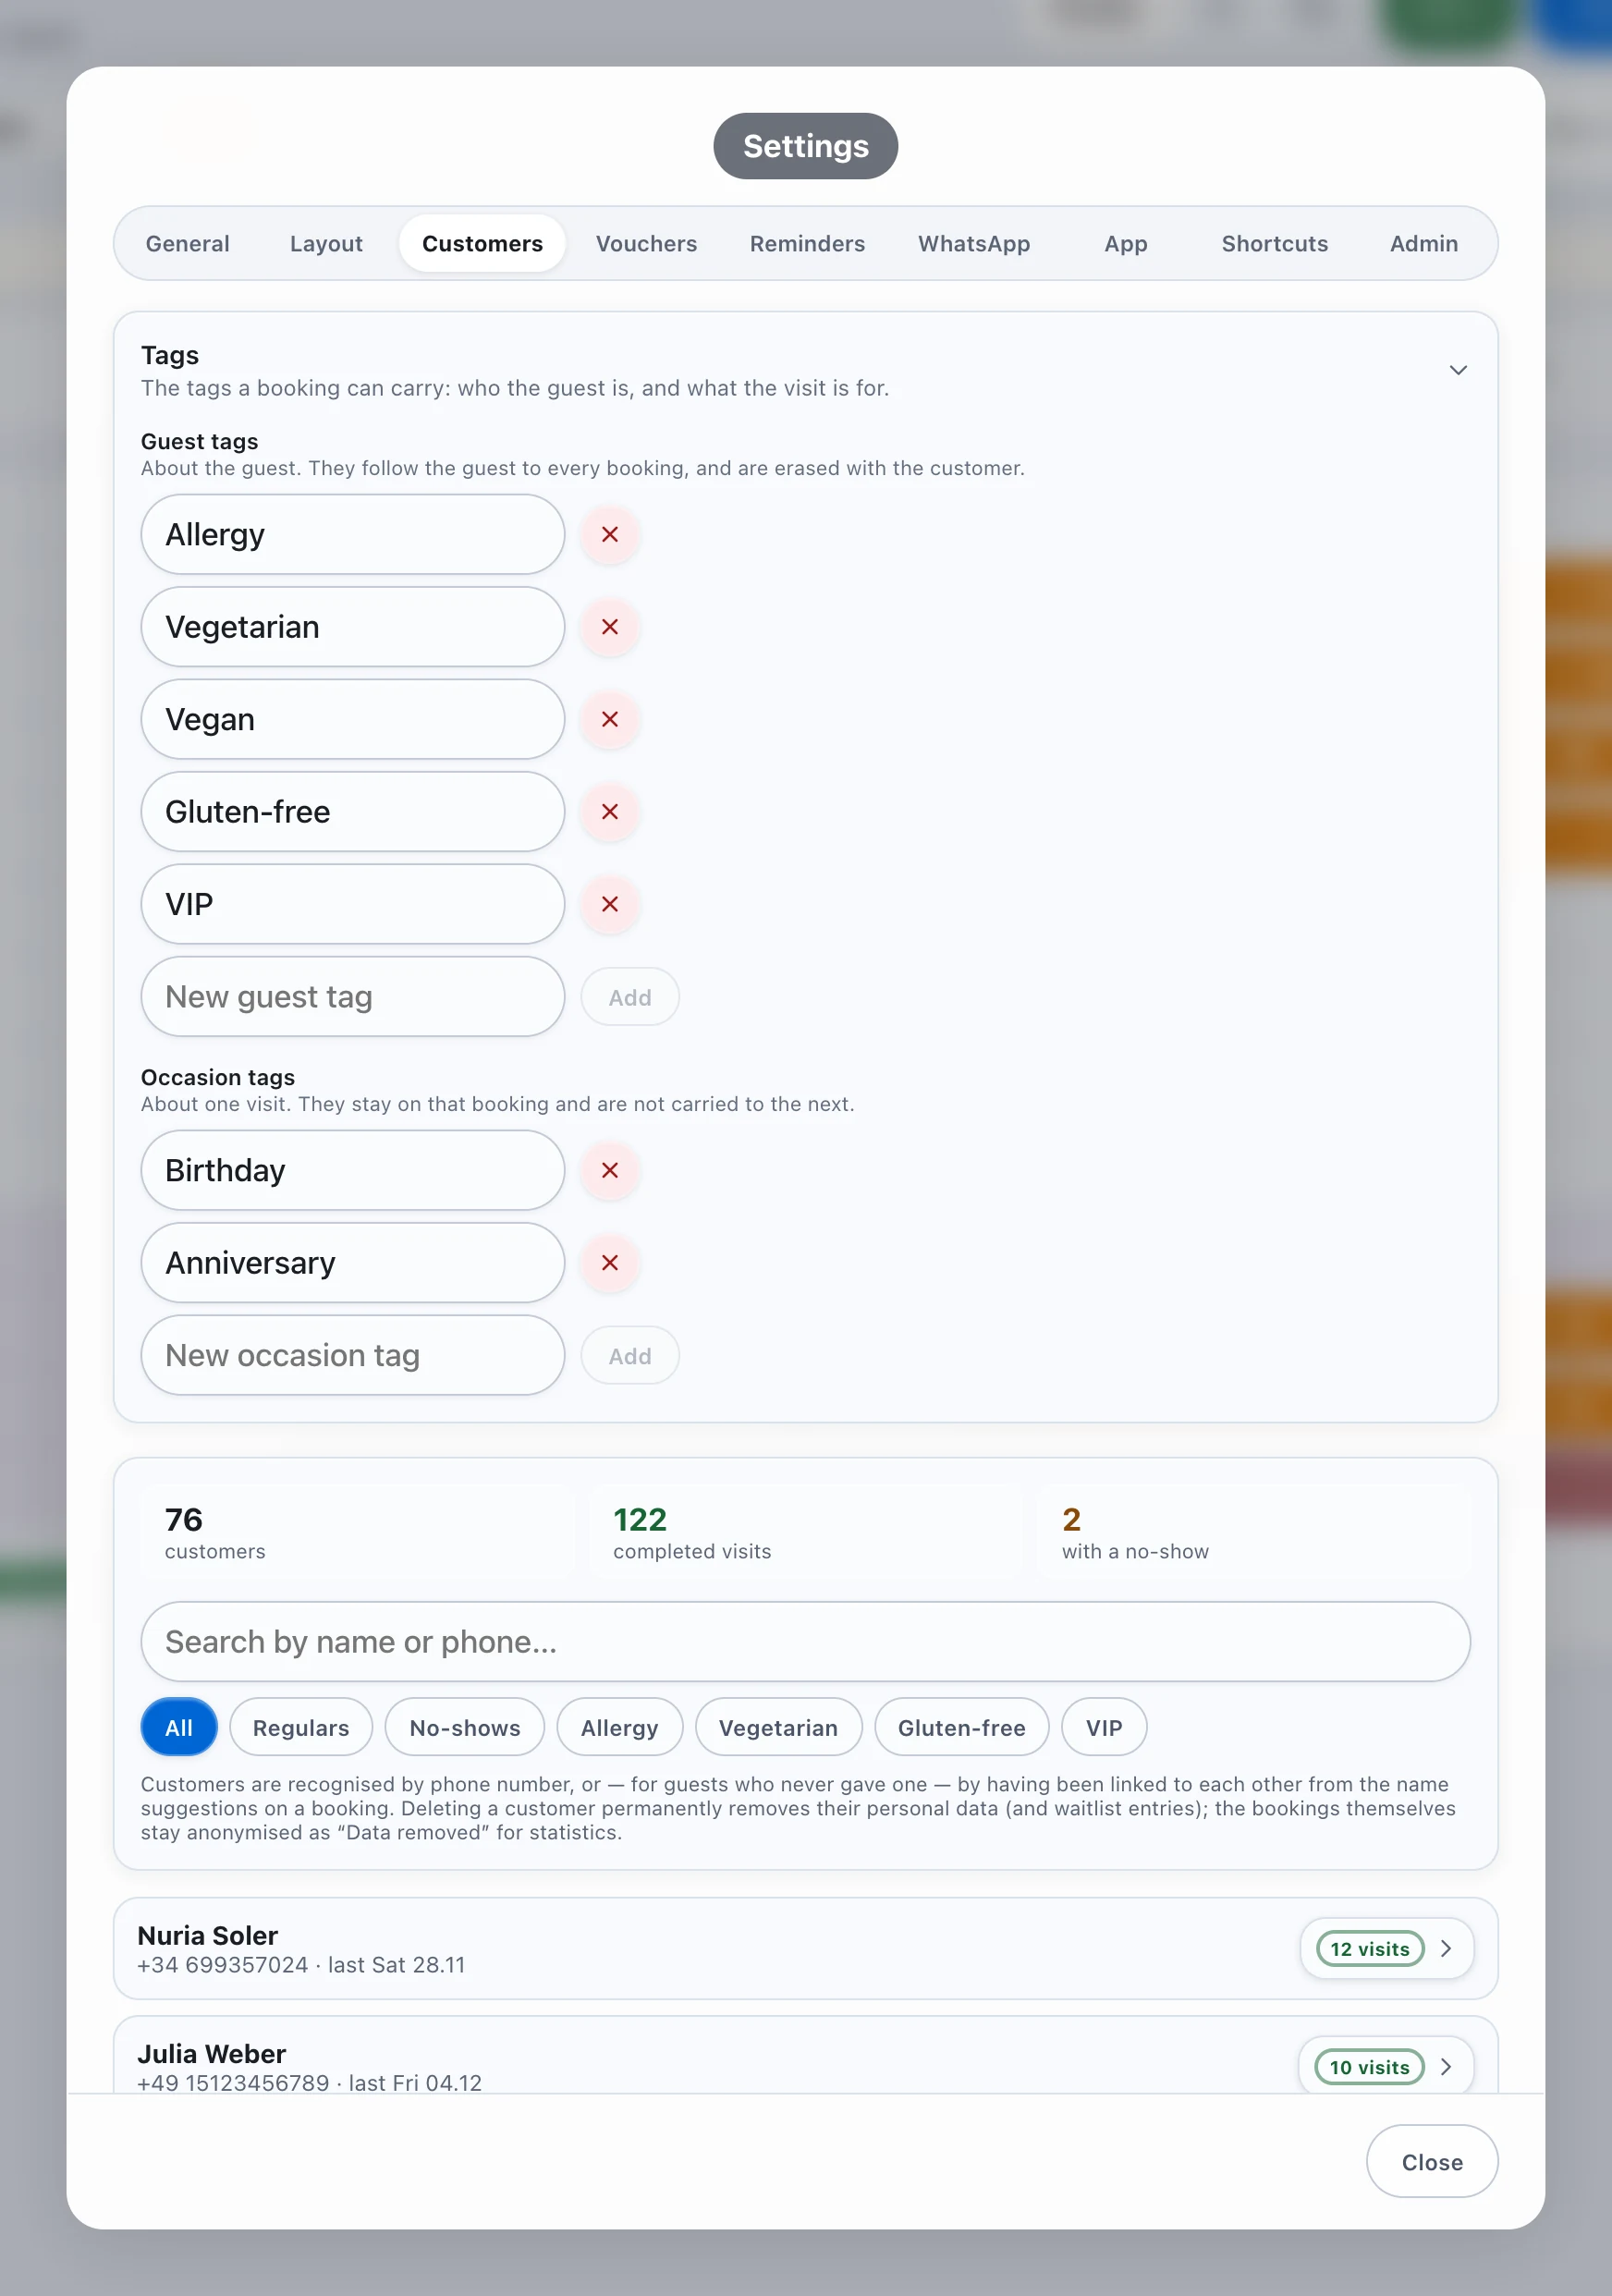 Settings
General Layout Customers Vouchers Reminders WhatsApp App Shortcuts Admin
Tags
The tags a booking can carry: who the guest is, and what the visit is for.
Guest tags
About the guest. They follow the guest to every booking, and are erased with the customer.
Allergy
Vegetarian
Vegan
Gluten-free
VIP
New guest tag Add
Occasion tags
About one visit. They stay on that booking and are not carried to the next.
Birthday
Anniversary
New occasion tag Add
76 122 2
customers completed visits with a no-show
Search by name or phone...
All Regulars No-shows Allergy Vegetarian Gluten-free VIP
Customers are recognised by phone number, or — for guests who never gave one — by having been linked to each other from the name
suggestions on a booking. Deleting a customer permanently removes their personal data (and waitlist entries); the bookings themselves
stay anonymised as “Data removed” for statistics.
Nuria Soler
+34 699357024 · last Sat 28.11
12 visits
Julia Weber
+49 15123456789 · last Fri 04.12
10 visits
Close